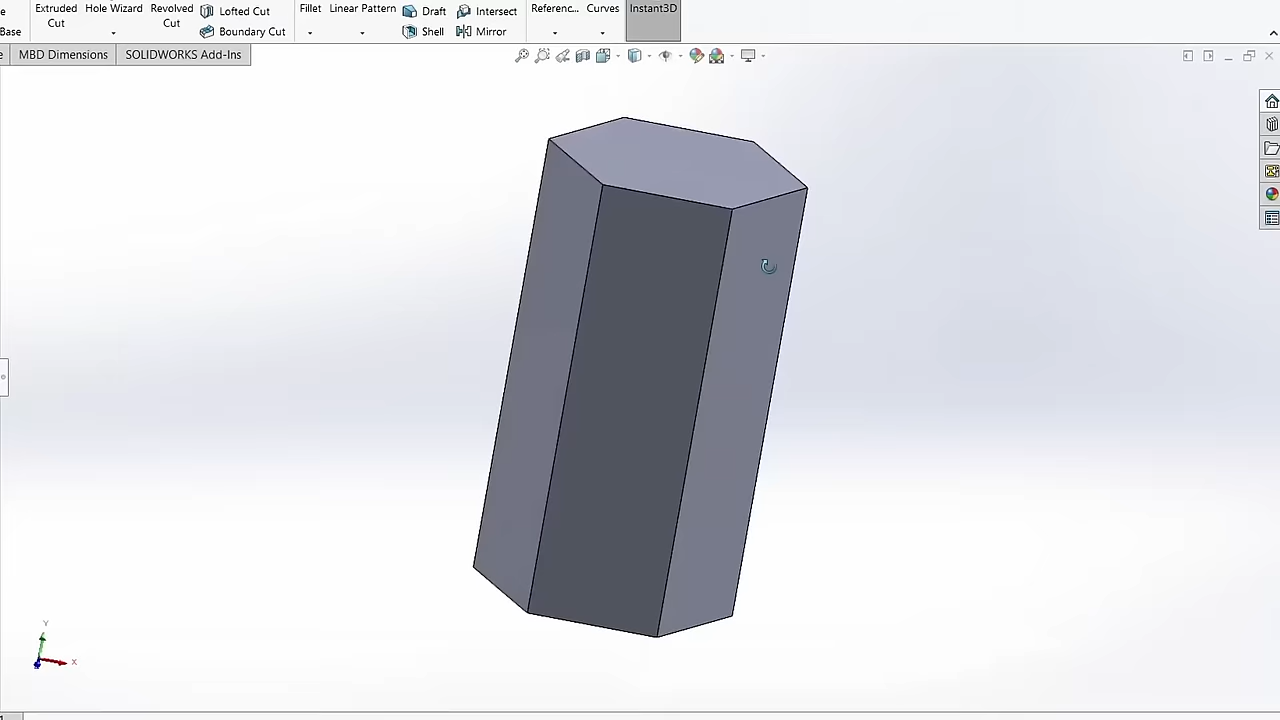 Extruded Cut
Hole Wizard
Revolved Cut
Lofted Cut
Boundary Cut
Fillet
Linear Pattern
Draft
Shell
Intersect
Mirror
Referenc...
Curves
Instant3D
Base
MBD Dimensions
SOLIDWORKS Add-Ins
Y
X